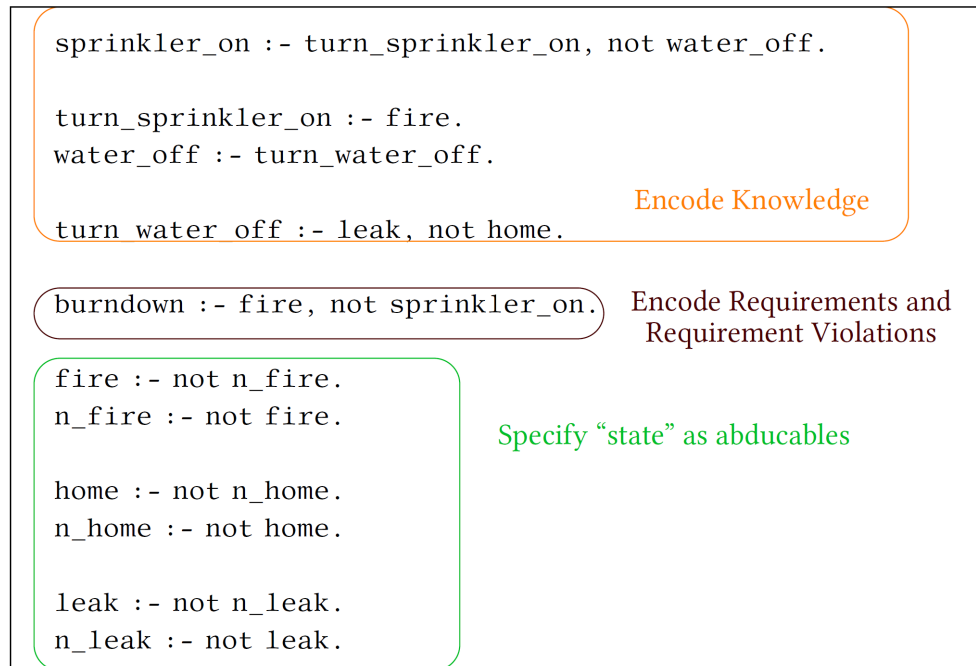 sprinkler_on :- turn_sprinkler_on, not water_off.
turn_sprinkler_on :- fire.
water_off :- turn_water_off.
Encode Knowledge
turn_water_off :- leak, not home.
burndown :- fire, not sprinkler_on.
Encode Requirements and
Requirement Violations
fire :- not n_fire.
n_fire :- not fire.
Specify “state” as abducables
home :- not n_home.
n_home :- not home.
leak :- not n_leak.
n_leak :- not leak.